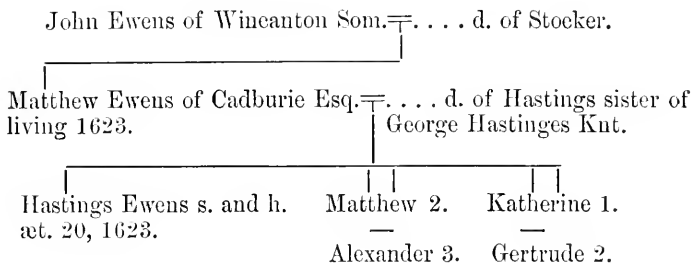 John Ewens of Wincanton Som.=. . . . d. of Stocker.
Matthew Ewens of Cadburie Esq.=. . . . d. of Hastings sister of
living 1623. George Hastinges Knt.
Hastings Ewens s. and h. Matthew 2. Katherine 1.
æt. 20, 1623. — —
Alexander 3. Gertrude 2.